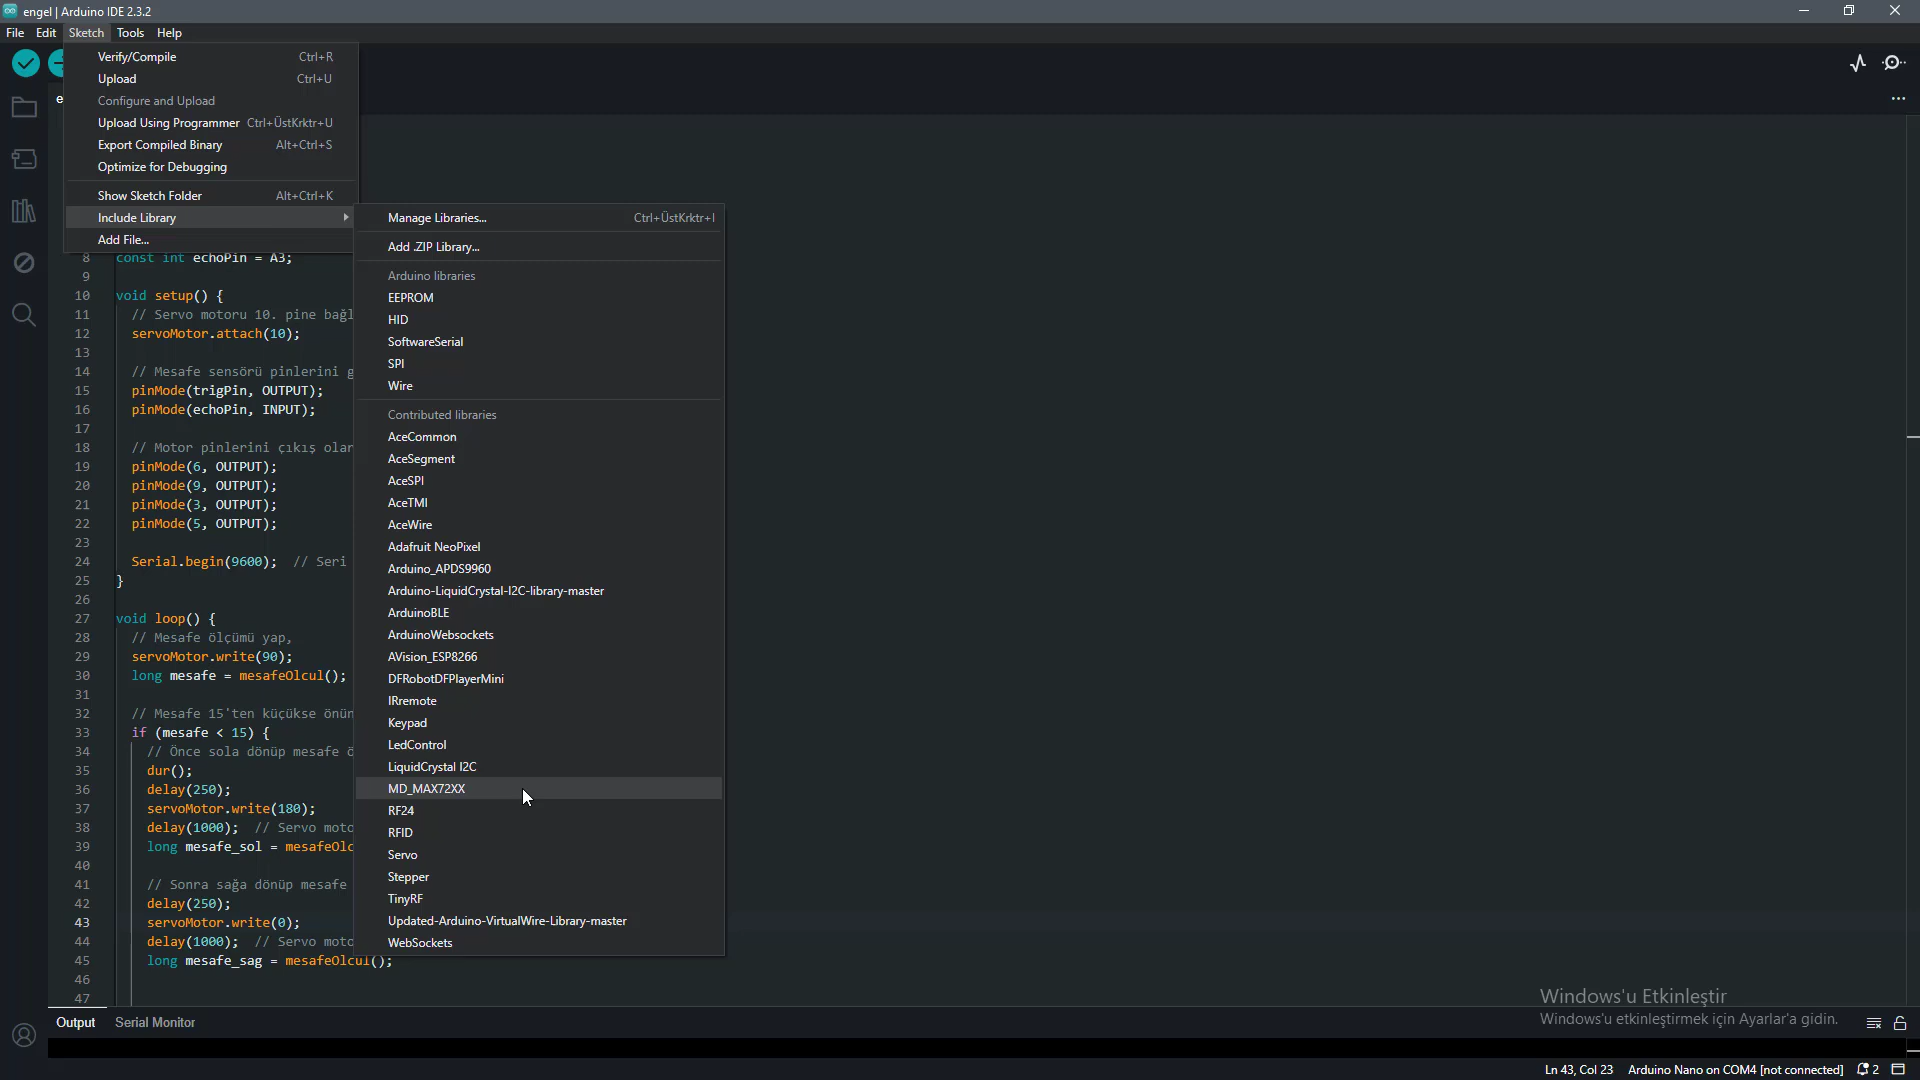 engel | Arduino IDE 2.3.2
File Edit Sketch Tools Help
Verify/Compile Ctrl+R
Upload Ctrl+U
Configure and Upload
Upload Using Programmer Ctrl+ÜstKrktr+U
Export Compiled Binary Alt+Ctrl+S
Optimize for Debugging
Show Sketch Folder Alt+Ctrl+K
Include Library
Add File...
Manage Libraries... Ctrl+ÜstKrktr+I
Add .ZIP Library...
Arduino libraries
EEPROM
HID
SoftwareSerial
SPI
Wire
Contributed libraries
AceCommon
AceSegment
AceSPI
AceTMI
AceWire
Adafruit NeoPixel
Arduino_APDS9960
Arduino-LiquidCrystal-I2C-library-master
ArduinoBLE
ArduinoWebsockets
AVision_ESP8266
DFRobotDFPlayerMini
IRremote
Keypad
LedControl
LiquidCrystal I2C
MD_MAX72XX
RF24
RFID
Servo
Stepper
TinyRF
Updated-Arduino-VirtualWire-Library-master
WebSockets
8 const int echoPin = A3;
9
10 void setup() {
11 // Servo motoru 10. pine
12 servoMotor.attach(10);
13
14 // Mesafe sensörü pinlerini
15 pinMode(trigPin, OUTPUT);
16 pinMode(echoPin, INPUT);
17
18 // Motor pinlerini çıkış
19 pinMode(6, OUTPUT);
20 pinMode(9, OUTPUT);
21 pinMode(3, OUTPUT);
22 pinMode(5, OUTPUT);
23
24 Serial.begin(9600); // Seri
25 }
26
27 void loop() {
28 // Mesafe ölçümü yap,
29 servoMotor.write(90);
30 long mesafe = mesafeOlcul();
31
32 // Mesafe 15'ten küçükse
33 if (mesafe < 15) {
34 // Önce sola dönüp mesafe
35 dur();
36 delay(250);
37 servoMotor.write(180);
38 delay(1000); // Servo
39 long mesafe_sol =
40
41 // Sonra sağa dönüp mesafe
42 delay(250);
43 servoMotor.write(0);
44 delay(1000); // Servo
45 long mesafe_sag = mesafeOlcul();
46
47
Output Serial Monitor
Windows'u Etkinleştir
Windows'u etkinleştirmek için Ayarlar'a gidin.
Ln 43, Col 23 Arduino Nano on COM4 [not connected] 2